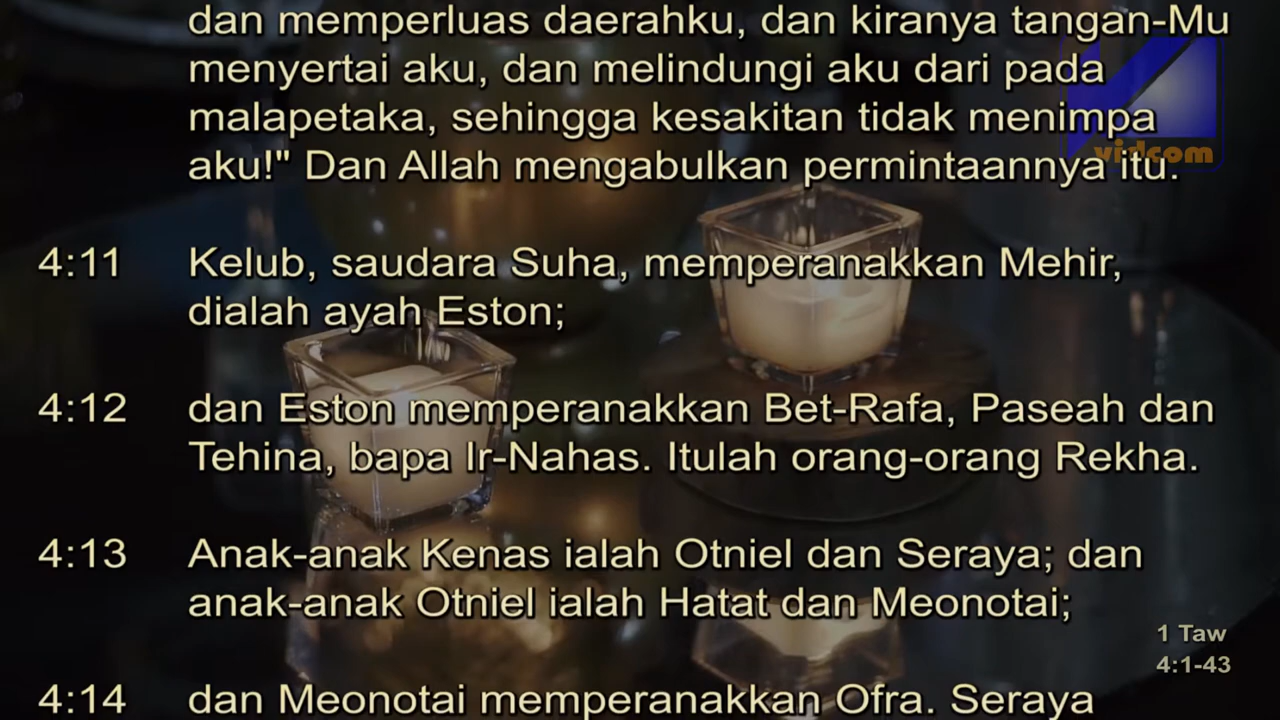 dan memperluas daerahku, dan kiranya tangan-Mu
menyertai aku, dan melindungi aku dari pada
malapetaka, sehingga kesakitan tidak menimpa
aku!" Dan Allah mengabulkan permintaannya itu.
vidcom
4:11 Kelub, saudara Suha, memperanakkan Mehir,
dialah ayah Eston;
4:12 dan Eston memperanakkan Bet-Rafa, Paseah dan
Tehina, bapa Ir-Nahas. Itulah orang-orang Rekha.
4:13 Anak-anak Kenas ialah Otniel dan Seraya; dan
anak-anak Otniel ialah Hatat dan Meonotai;
1 Taw
4:1-43
4:14 dan Meonotai memperanakkan Ofra. Seraya